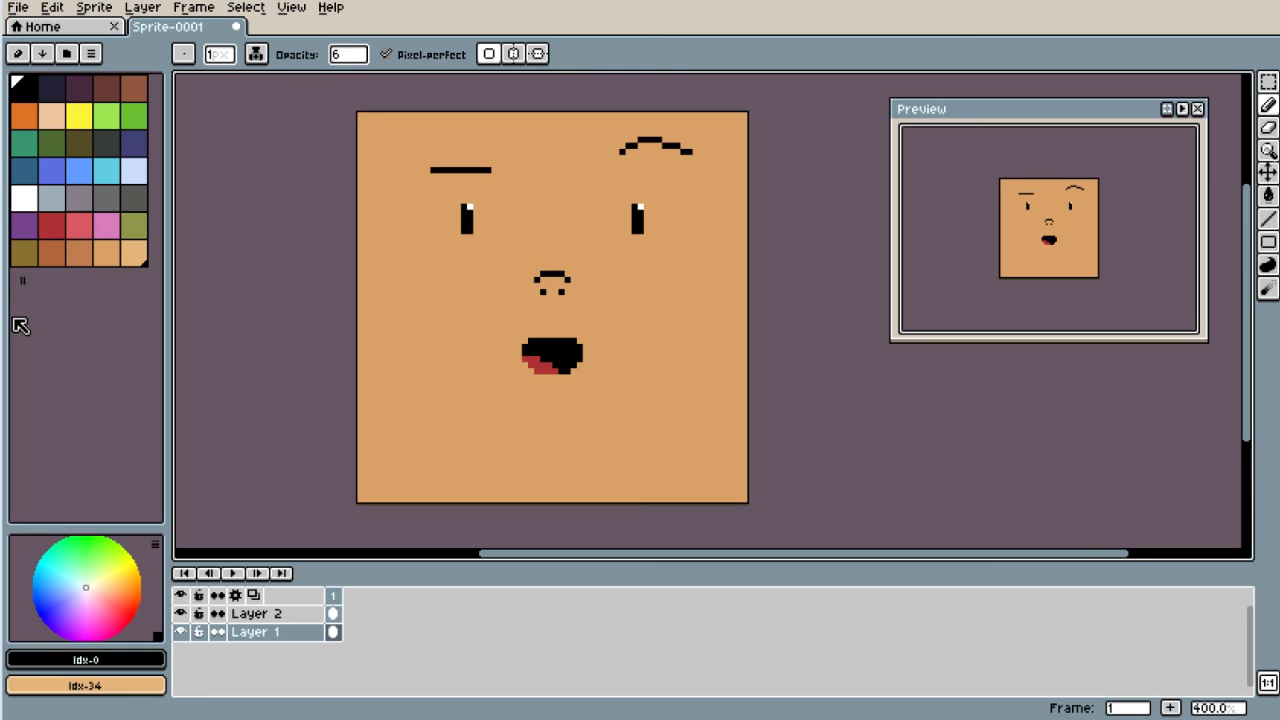 File Edit Sprite Layer Frame Select View Help
Home Sprite-0001
1px Opacity: 6 Pixel-perfect
Preview
1
Layer 2
Layer 1
Idx-0
Idx-34
1:1
Frame: 1 + 400.0%